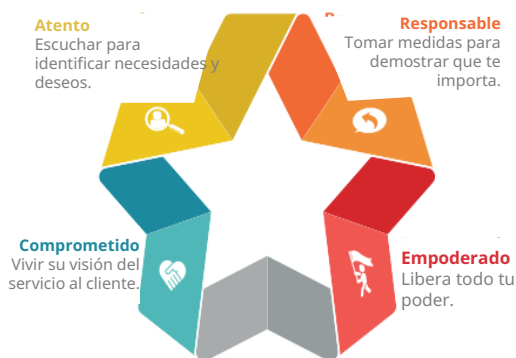 Atento
Escuchar para
identificar necesidades y
deseos.
Responsable
Tomar medidas para
demostrar que te
importa.
Comprometido
Vivir su visión del
servicio al cliente.
Empoderado
Libera todo tu
poder.